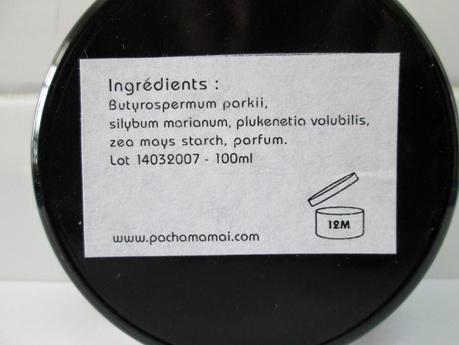 Ingrédients :
Butyrospermum parkii,
silybum marianum, plukenetia volubilis,
zea mays starch, parfum.
Lot 14032007 - 100ml
12M
www.pachamamai.com